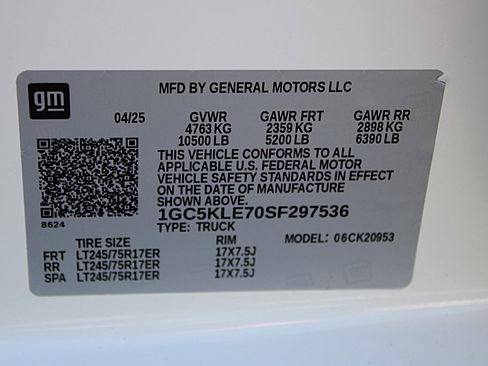 gm
MFD BY GENERAL MOTORS LLC
04/25 GVWR GAWR FRT GAWR RR
4763 KG 2359 KG 2898 KG
10500 LB 5200 LB 6390 LB
THIS VEHICLE CONFORMS TO ALL
APPLICABLE U.S. FEDERAL MOTOR
VEHICLE SAFETY STANDARDS IN EFFECT
ON THE DATE OF MANUFACTURE
SHOWN ABOVE.
1GC5KLE70SF297536
8624
TYPE: TRUCK
TIRE SIZE RIM MODEL: 06CK20953
FRT LT245/75R17ER 17X7.5J
RR LT245/75R17ER 17X7.5J
SPA LT245/75R17ER 17X7.5J